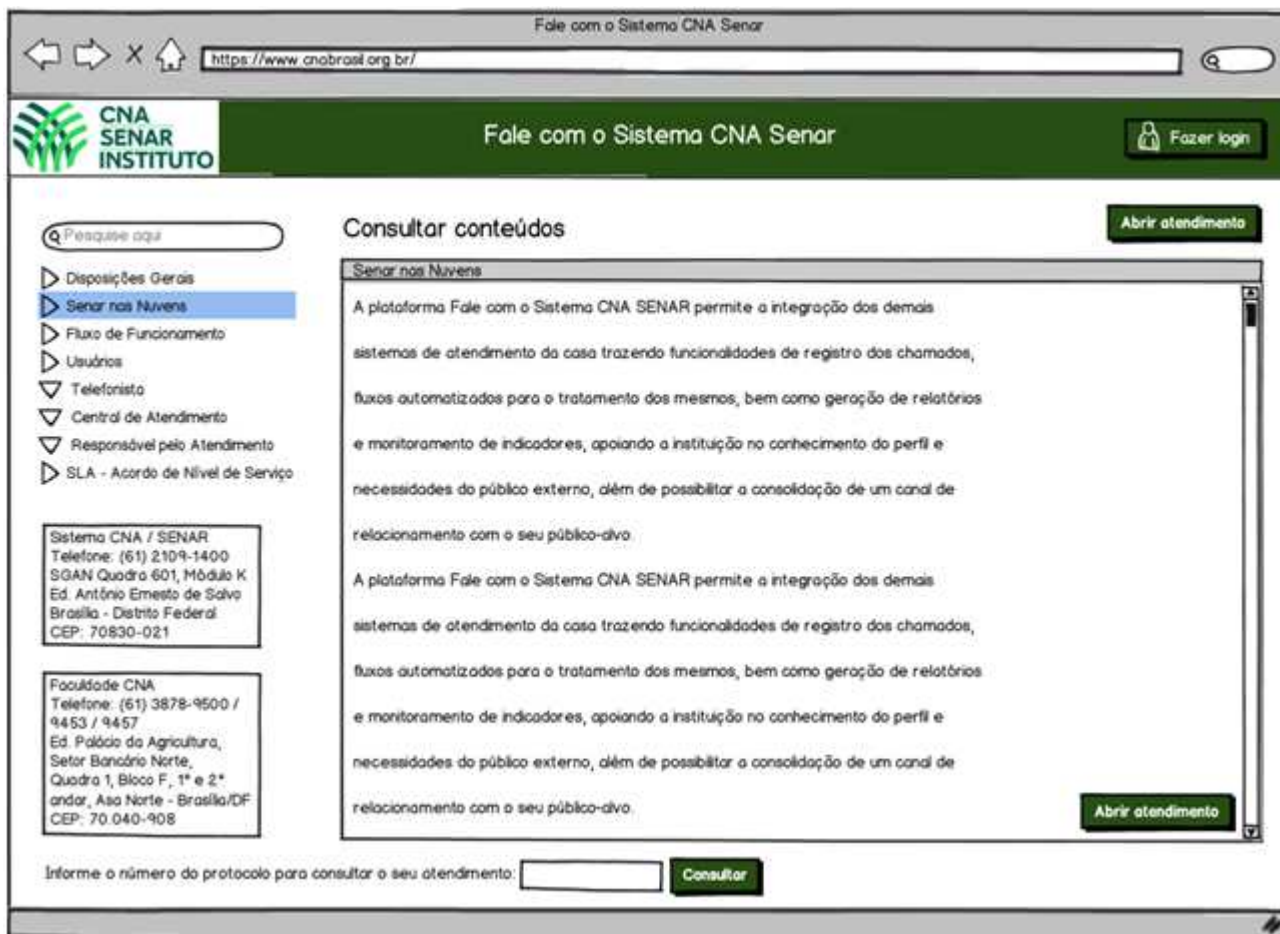 Fale com o Sistema CNA Senar
https://www.cnabrasil.org.br/
CNA
SENAR
INSTITUTO
Fale com o Sistema CNA Senar
Fazer login
Pesquise aqui
Disposições Gerais
Senar nas Nuvens
Fluxo de Funcionamento
Usuários
Telefonista
Central de Atendimento
Responsável pelo Atendimento
SLA - Acordo de Nível de Serviço
Sistema CNA / SENAR
Telefone: (61) 2109-1400
SGAN Quadra 601, Módulo K
Ed. Antônio Ernesto de Salvo
Brasília - Distrito Federal
CEP: 70830-021
Faculdade CNA
Telefone: (61) 3878-9500 /
9453 / 9457
Ed. Palácio da Agricultura,
Setor Bancário Norte,
Quadra 1, Bloco F, 1° e 2°
andar, Asa Norte - Brasília/DF
CEP: 70.040-908
Consultar conteúdos
Abrir atendimento
Senar nas Nuvens
A plataforma Fale com o Sistema CNA SENAR permite a integração dos demais
sistemas de atendimento da casa trazendo funcionalidades de registro dos chamados,
fluxos automatizados para o tratamento dos mesmos, bem como geração de relatórios
e monitoramento de indicadores, apoiando a instituição no conhecimento do perfil e
necessidades do público externo, além de possibilitar a consolidação de um canal de
relacionamento com o seu público-alvo.
A plataforma Fale com o Sistema CNA SENAR permite a integração dos demais
sistemas de atendimento da casa trazendo funcionalidades de registro dos chamados,
fluxos automatizados para o tratamento dos mesmos, bem como geração de relatórios
e monitoramento de indicadores, apoiando a instituição no conhecimento do perfil e
necessidades do público externo, além de possibilitar a consolidação de um canal de
relacionamento com o seu público-alvo.
Abrir atendimento
Informe o número do protocolo para consultar o seu atendimento:
Consultar